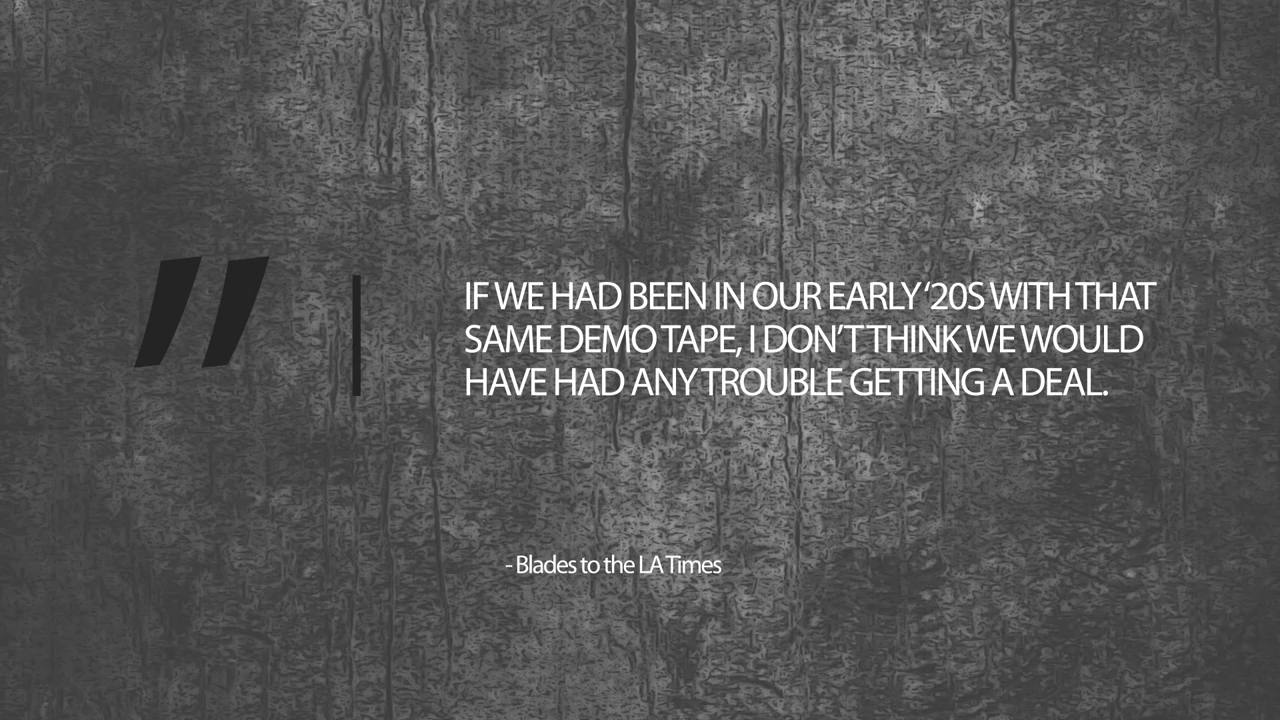 IF WE HAD BEEN IN OUR EARLY ‘20S WITH THAT
SAME DEMO TAPE, I DON’T THINK WE WOULD
HAVE HAD ANY TROUBLE GETTING A DEAL.
- Blades to the LA Times